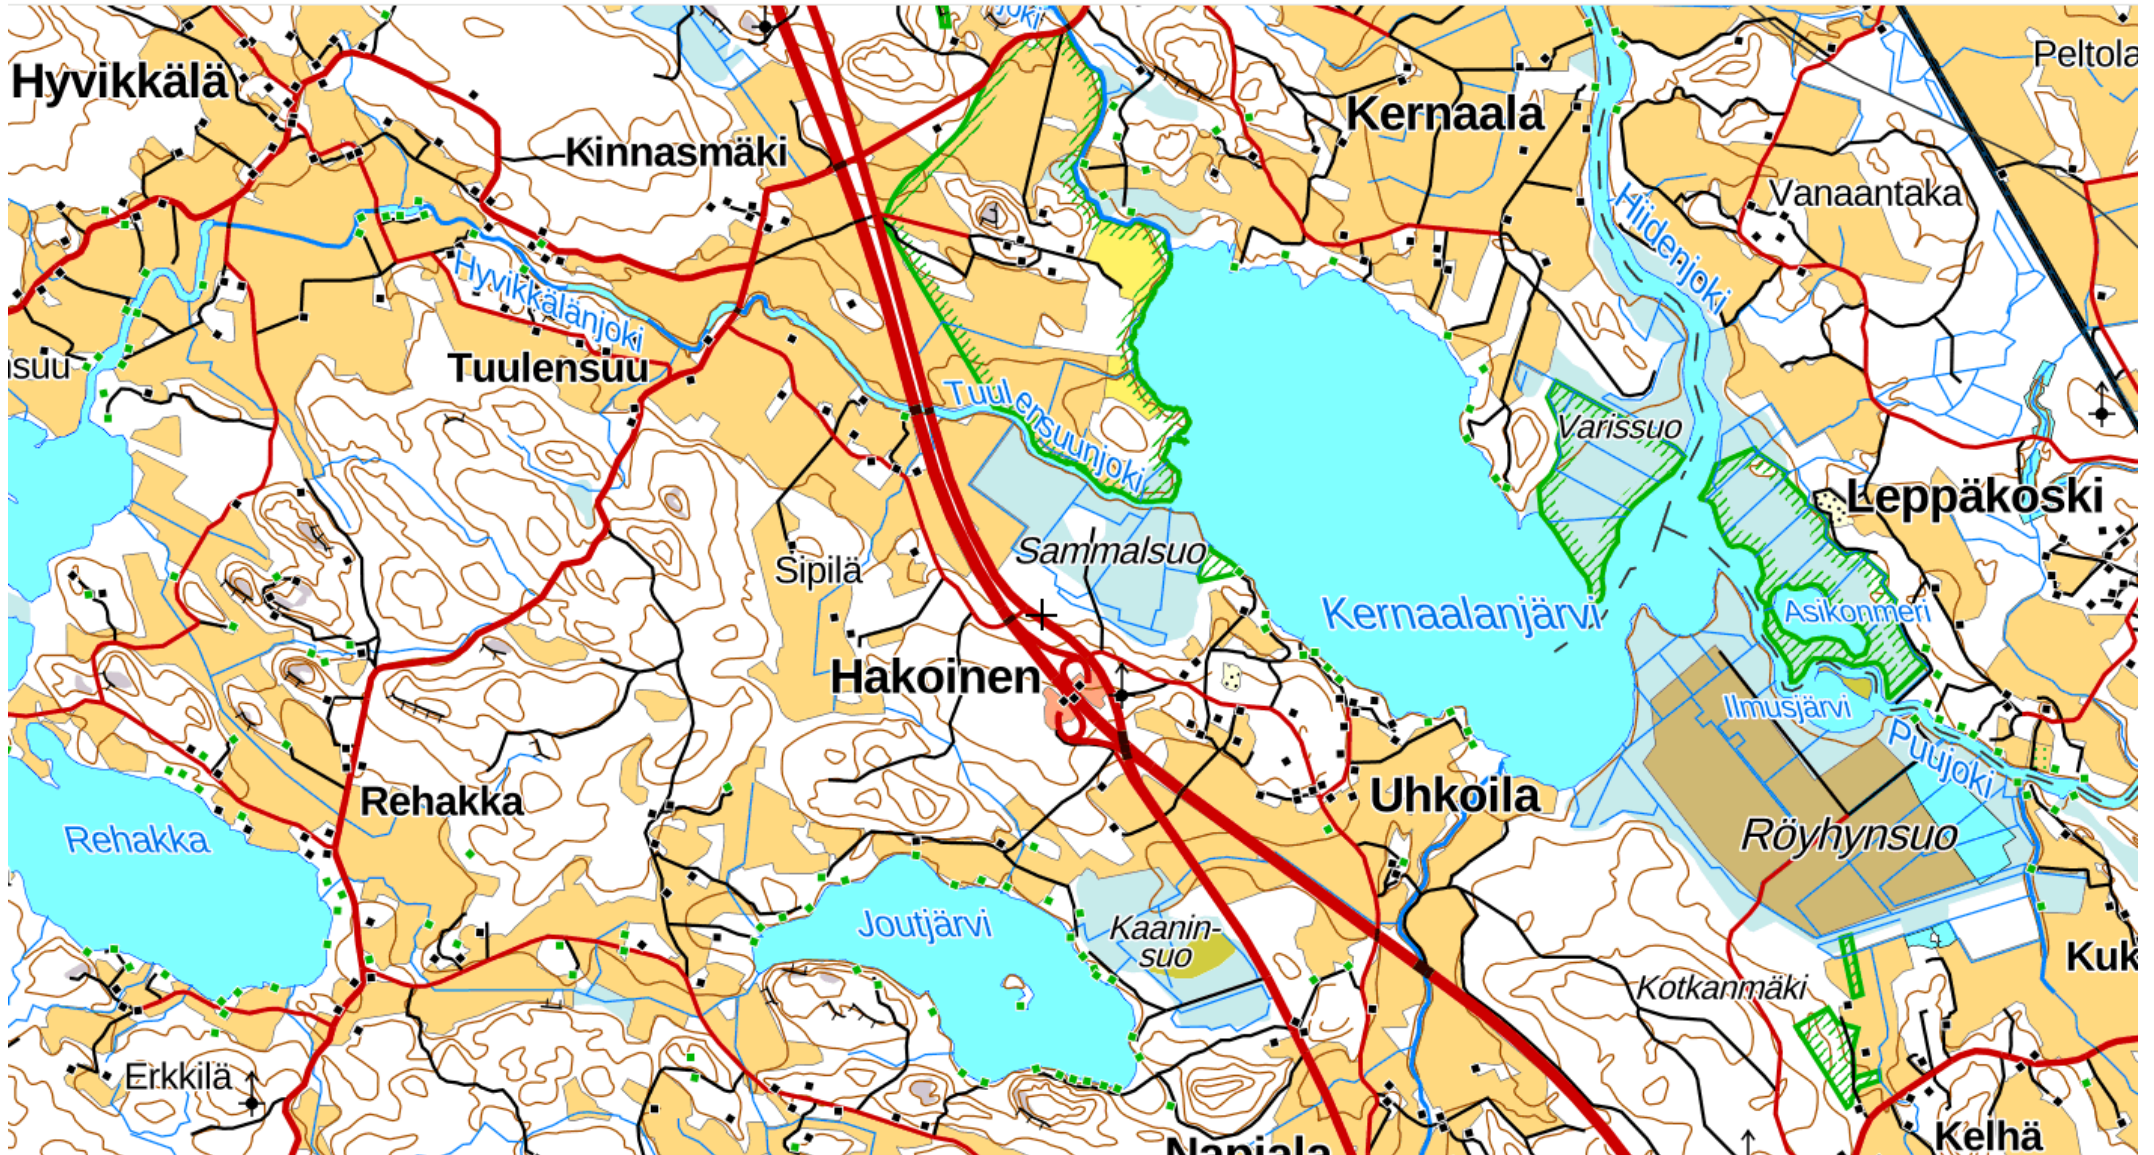 joki
Peltola
Hyvikkälä
Kernaala
Kinnasmäki
Vanaantaka
Hiidenjoki
Hyvikkälänjoki
suu
Tuulensuu
Tuulensuunjoki
Varissuo
Leppäkoski
Sammalsuo
Sipilä
Kernaalanjärvi
Asikonmeri
Hakoinen
Ilmusjärvi
Puujoki
Rehakka
Uhkoila
Rehakka
Röyhynsuo
Joutjärvi
Kaanin-
suo
Kuk
Kotkanmäki
Erkkilä
Napiala
Kelhä